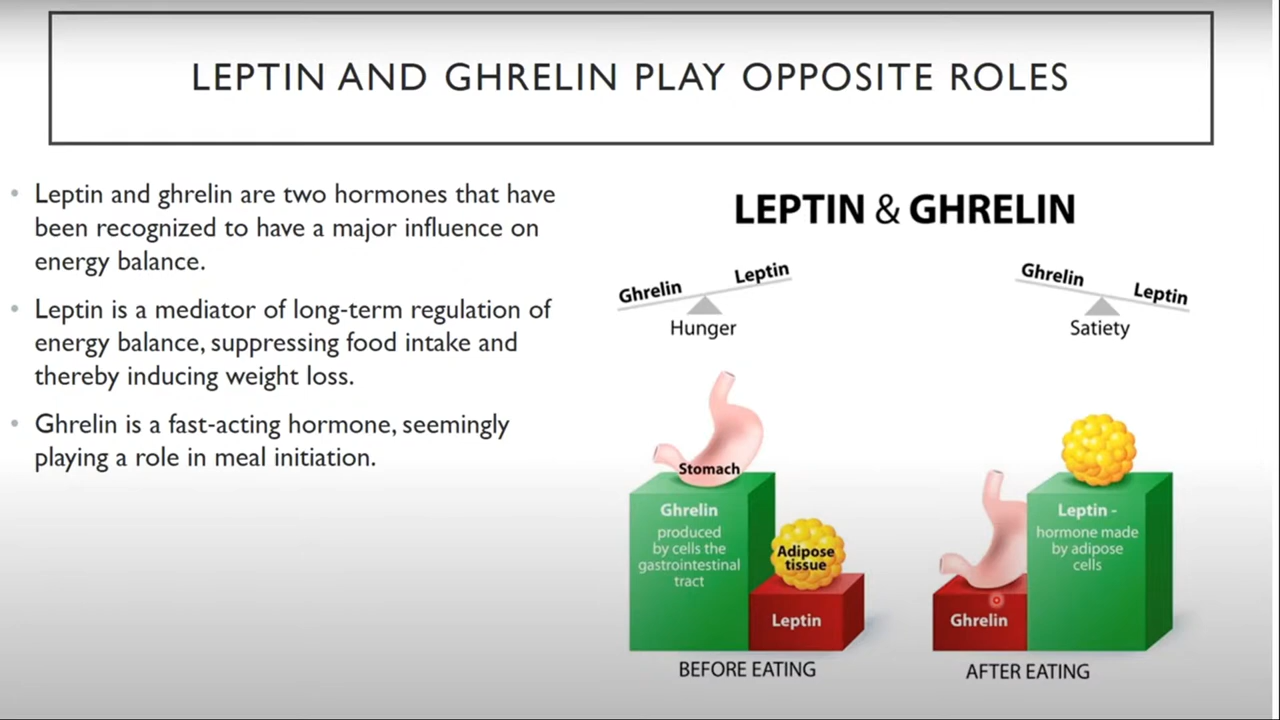 LEPTIN AND GHRELIN PLAY OPPOSITE ROLES
Leptin and ghrelin are two hormones that have
been recognized to have a major influence on
energy balance.
Leptin is a mediator of long-term regulation of
energy balance, suppressing food intake and
thereby inducing weight loss.
Ghrelin is a fast-acting hormone, seemingly
playing a role in meal initiation.
LEPTIN & GHRELIN
Ghrelin Leptin
Hunger
Ghrelin Leptin
Satiety
Stomach
Ghrelin
produced
by cells the
gastrointestinal
tract
Adipose
tissue
Leptin
BEFORE EATING
Leptin -
hormone made
by adipose
cells
Ghrelin
AFTER EATING